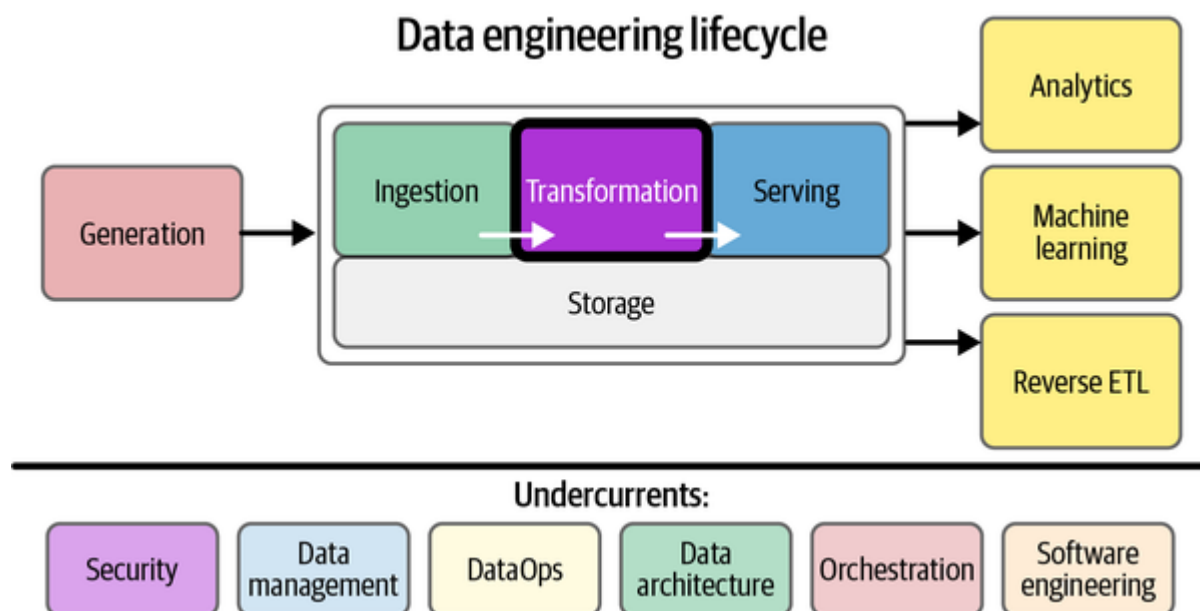 Data engineering lifecycle
Generation
Ingestion
Transformation
Serving
Storage
Analytics
Machine
learning
Reverse ETL
Undercurrents:
Security
Data
management
DataOps
Data
architecture
Orchestration
Software
engineering